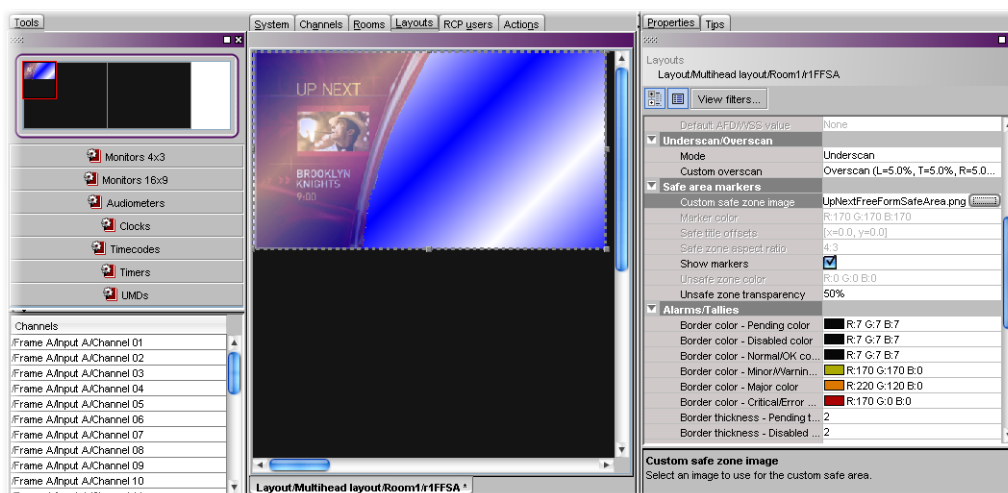 Tools
System Channels Rooms Layouts RCP users Actions
Properties Tips
Layouts
Layout/Multihead layout/Room1/r1FFSA
View filters...
Monitors 4x3
Monitors 16x9
Audiometers
Clocks
Timecodes
Timers
UMDs
Channels
/Frame A/Input A/Channel 01
/Frame A/Input A/Channel 02
/Frame A/Input A/Channel 03
/Frame A/Input A/Channel 04
/Frame A/Input A/Channel 05
/Frame A/Input A/Channel 06
/Frame A/Input A/Channel 07
/Frame A/Input A/Channel 08
/Frame A/Input A/Channel 09
/Frame A/Input A/Channel 10
UP NEXT
BROOKLYN
KNIGHTS
9:00
Layout/Multihead layout/Room1/r1FFSA *
Default AFD/WSS value None
Underscan/Overscan
Mode Underscan
Custom overscan Overscan (L=5.0%, T=5.0%, R=5.0...
Safe area markers
Custom safe zone image UpNextFreeFormSafeArea.png
Marker color R:170 G:170 B:170
Safe title offsets [x=0.0, y=0.0]
Safe zone aspect ratio 4:3
Show markers
Unsafe zone color R:0 G:0 B:0
Unsafe zone transparency 50%
Alarms/Tallies
Border color - Pending color R:7 G:7 B:7
Border color - Disabled color R:7 G:7 B:7
Border color - Normal/OK co... R:7 G:7 B:7
Border color - Minor/Warnin... R:170 G:170 B:0
Border color - Major color R:220 G:120 B:0
Border color - Critical/Error ... R:170 G:0 B:0
Border thickness - Pending t... 2
Border thickness - Disabled ... 2
Custom safe zone image
Select an image to use for the custom safe area.